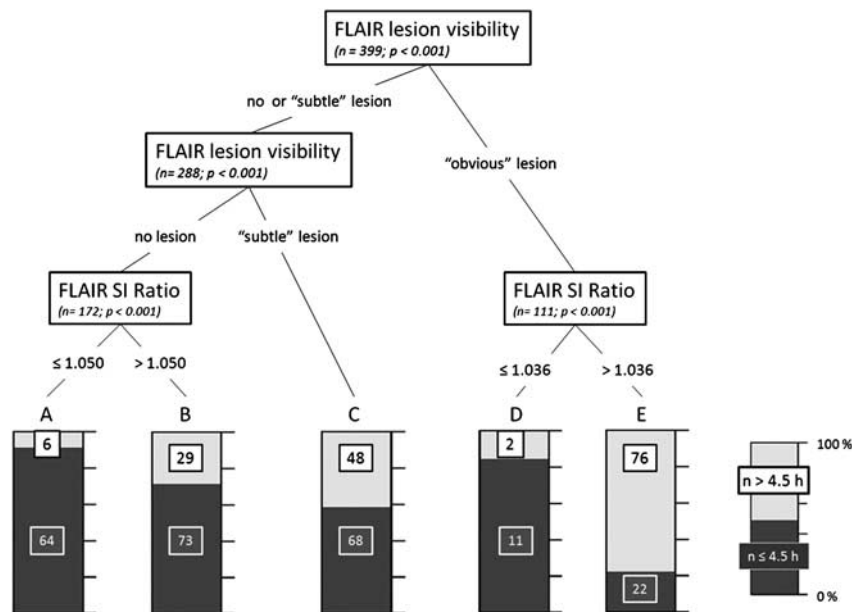 FLAIR lesion visibility
(n = 399; p < 0.001)
no or “subtle” lesion
FLAIR lesion visibility
(n= 288; p < 0.001)
“obvious” lesion
no lesion
“subtle” lesion
FLAIR SI Ratio
(n= 172; p < 0.001)
FLAIR SI Ratio
(n= 111; p < 0.001)
≤ 1.050
> 1.050
≤ 1.036
> 1.036
A
B
C
D
E
6
29
48
2
76
64
73
68
11
22
100 %
n > 4.5 h
n ≤ 4.5 h
0 %